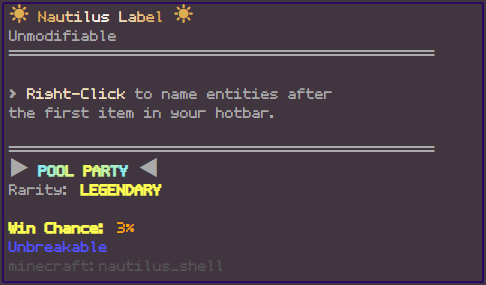 ☀ Nautilus Label ☀
Unmodifiable
> Right-Click to name entities after
the first item in your hotbar.
▶ POOL PARTY ◀
Rarity: LEGENDARY
Win Chance: 3%
Unbreakable
minecraft:nautilus_shell